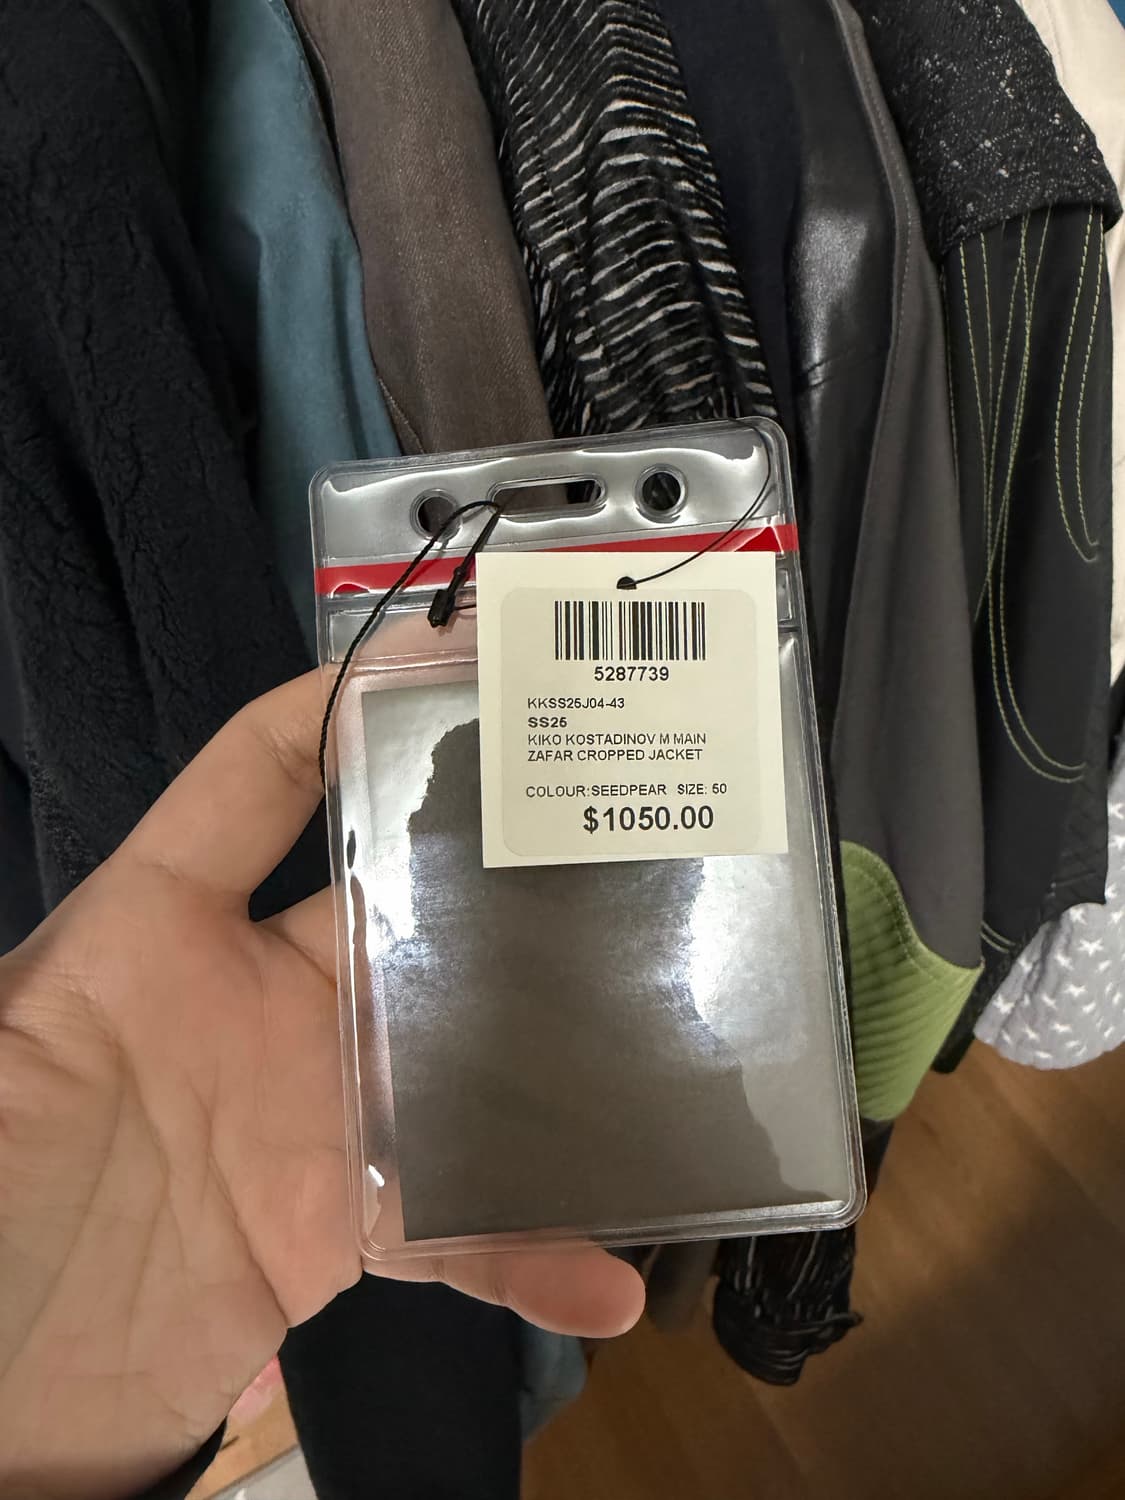 5287739
KKSS25J04-43
SS25
KIKO KOSTADINOV M MAIN
ZAFAR CROPPED JACKET
COLOUR:SEEDPEAR SIZE: 50
$1050.00